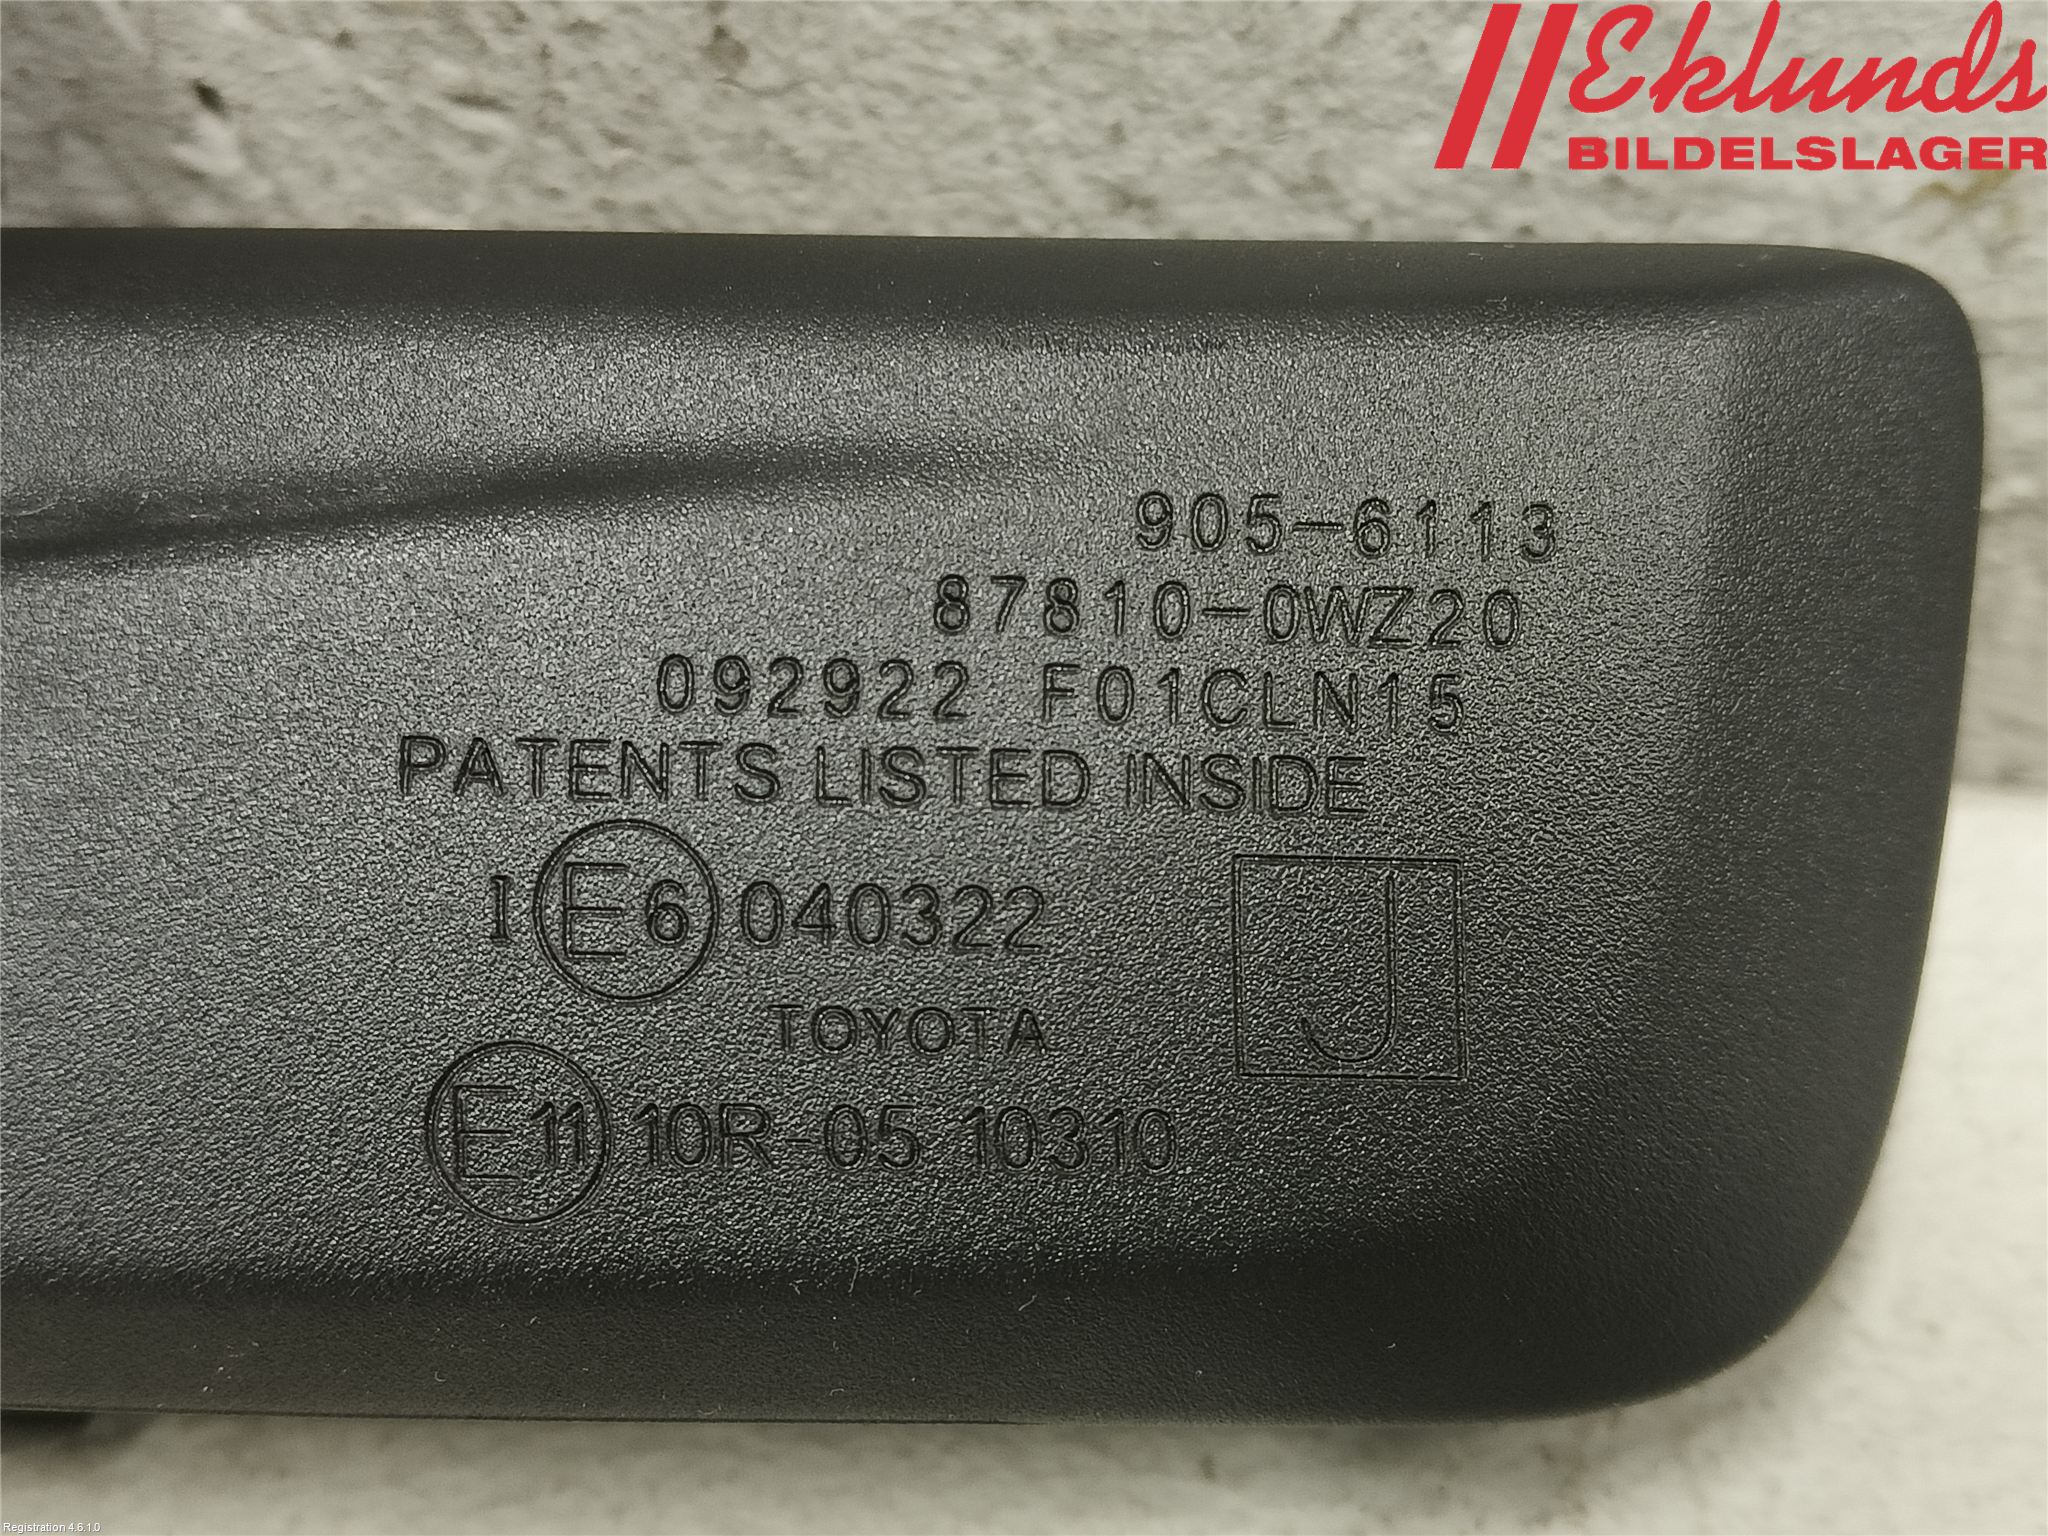 Eklunds
BILDELSLAGER
905-6113
87810-0WZ20
092922 F01CLN15
PATENTS LISTED INSIDE
I E6 040322
TOYOTA
J
E11 10R-05 10310
Registration 4.6.1.0